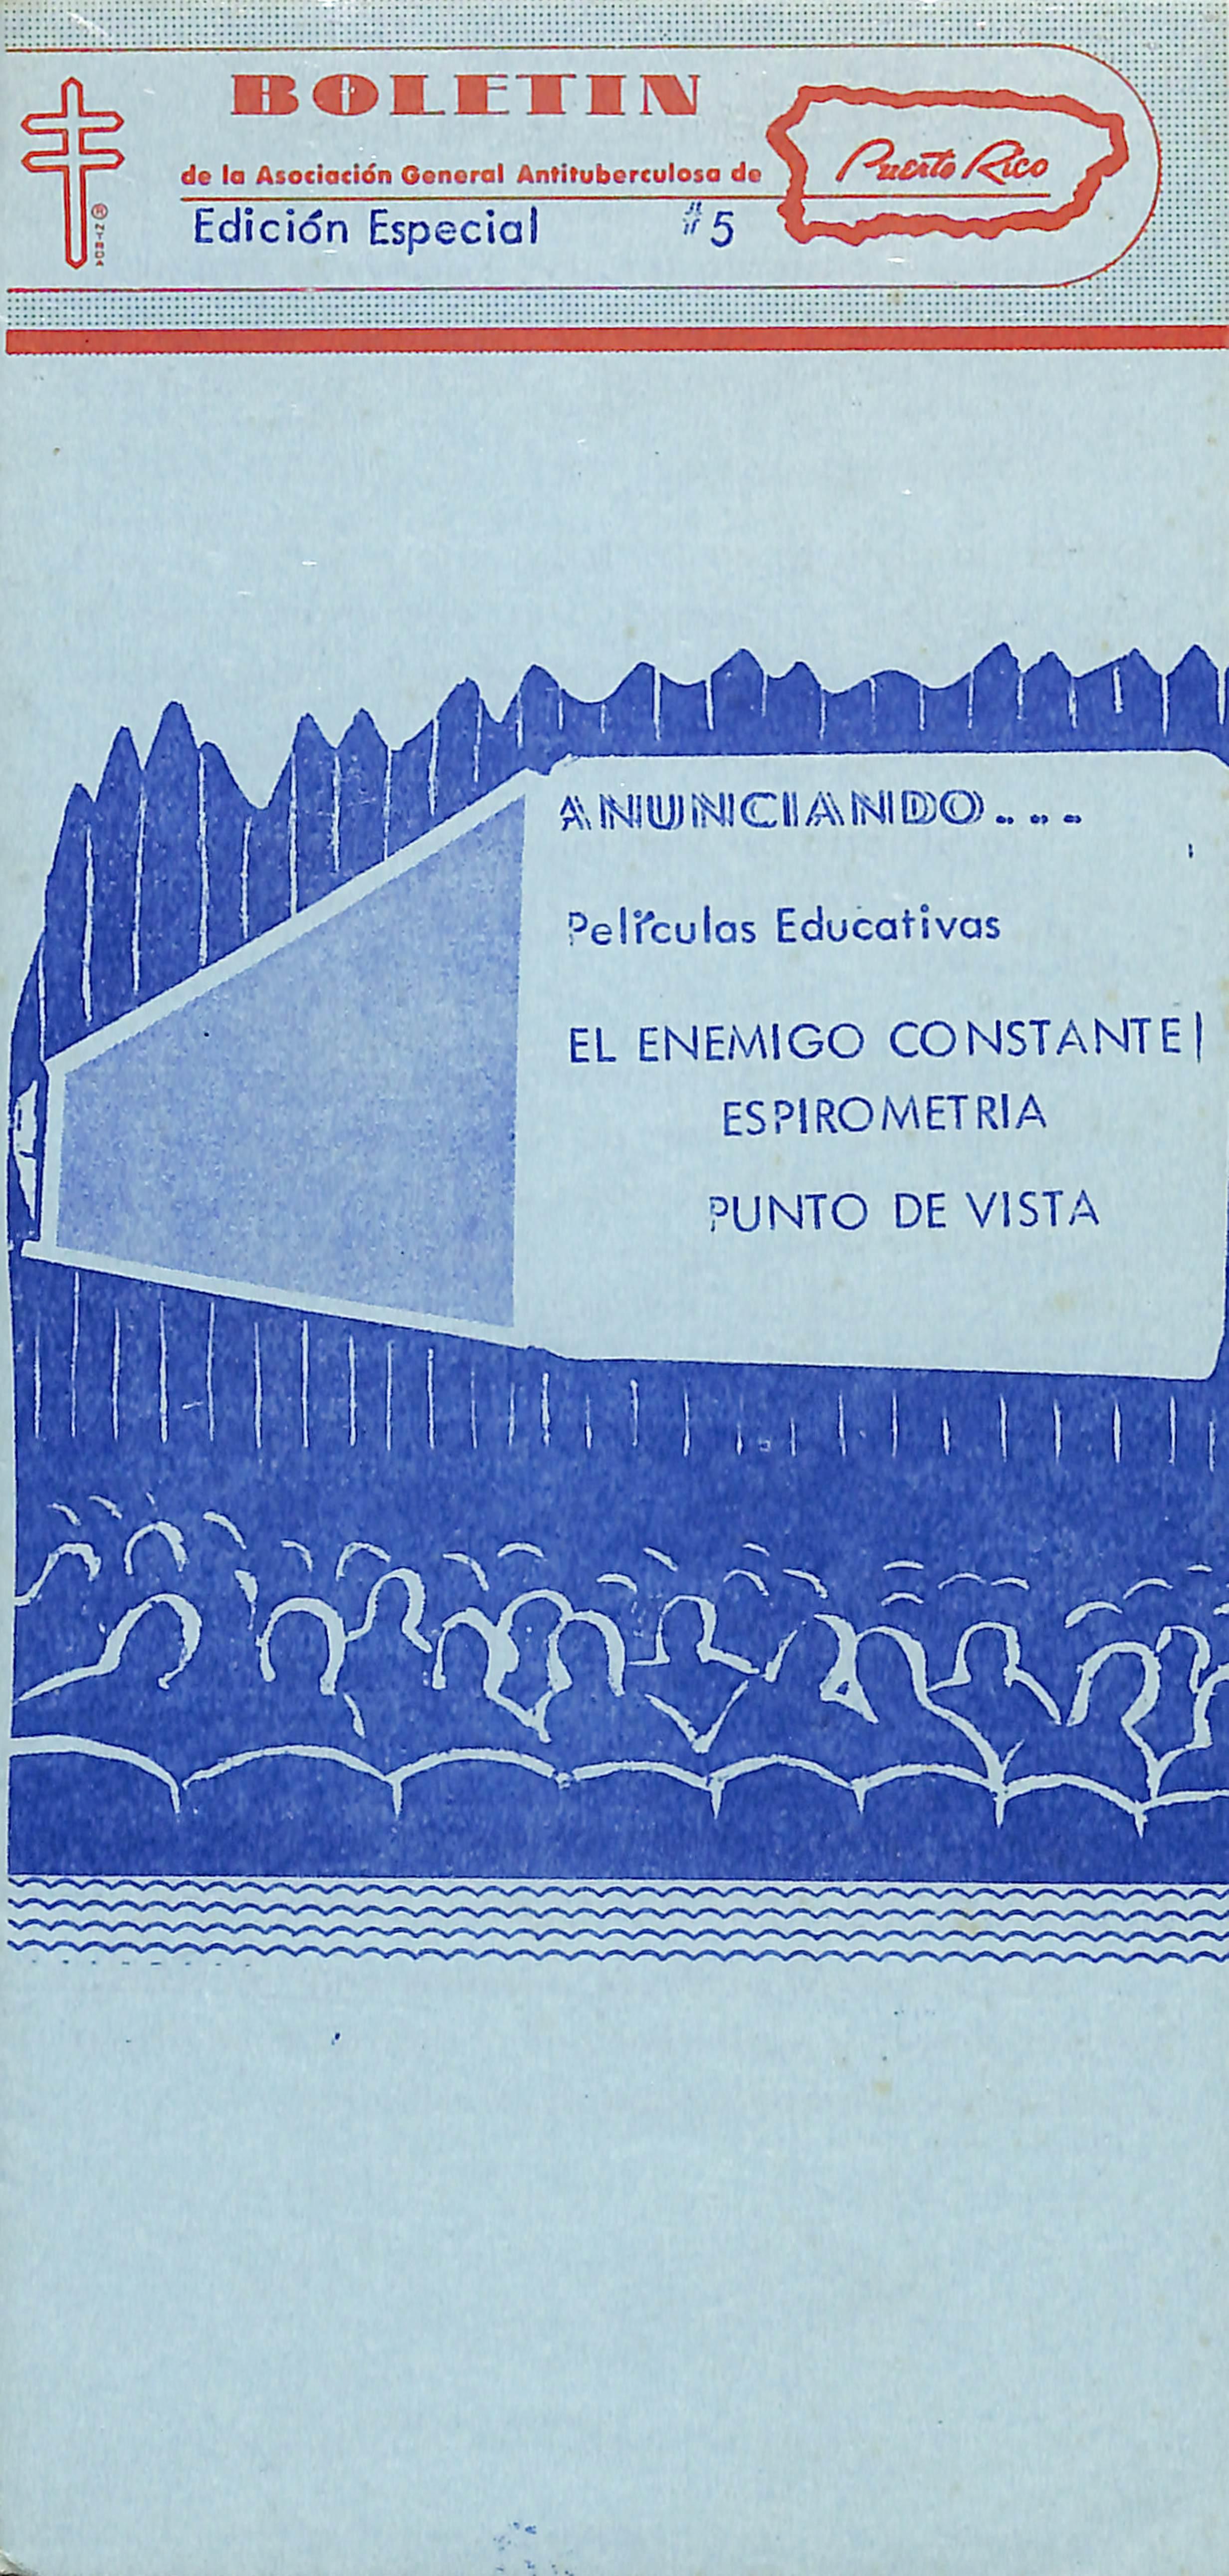 BOLETIN
de la Asociación General Antituberculosa de Puerto Rico
Edición Especial #5
ANUNCIANDO...
Películas Educativas
EL ENEMIGO CONSTANTE
ESPIROMETRIA
PUNTO DE VISTA